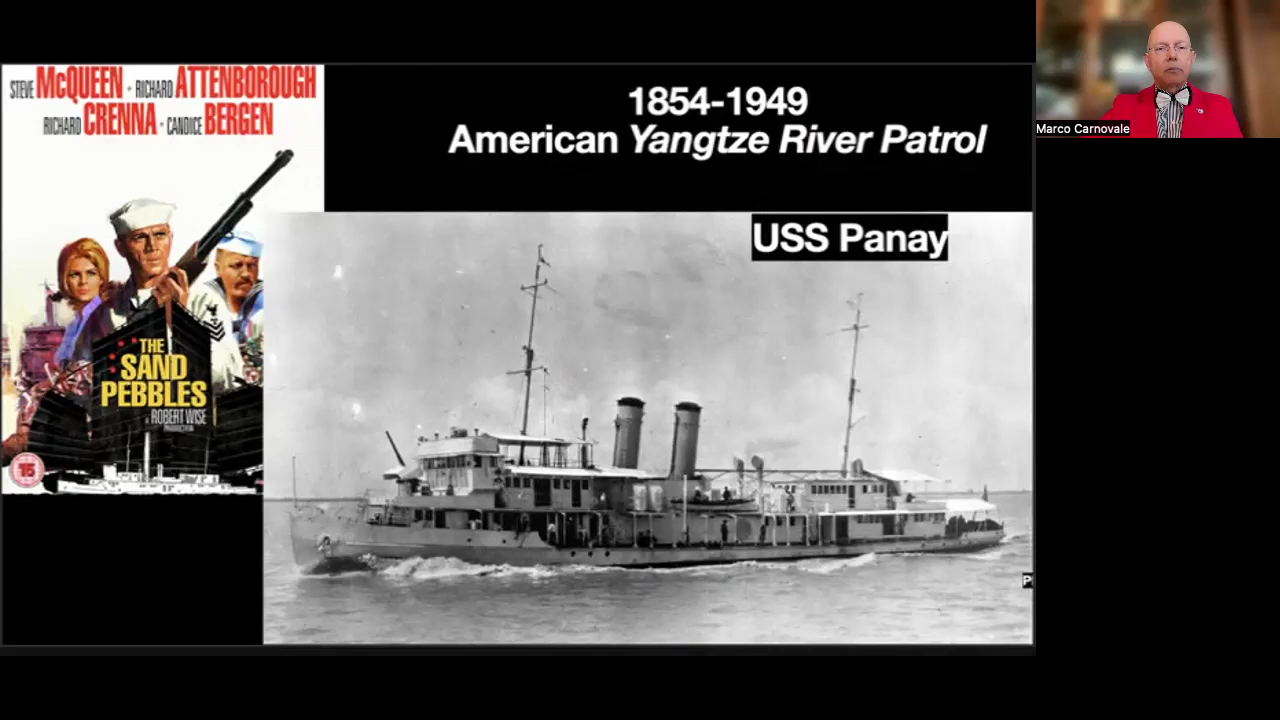 STEVE McQUEEN · RICHARD ATTENBOROUGH
RICHARD CRENNA · CANDICE BERGEN
THE
SAND
PEBBLES
A ROBERT WISE
PRODUCTION
15
1854-1949
American Yangtze River Patrol
USS Panay
Marco Carnovale